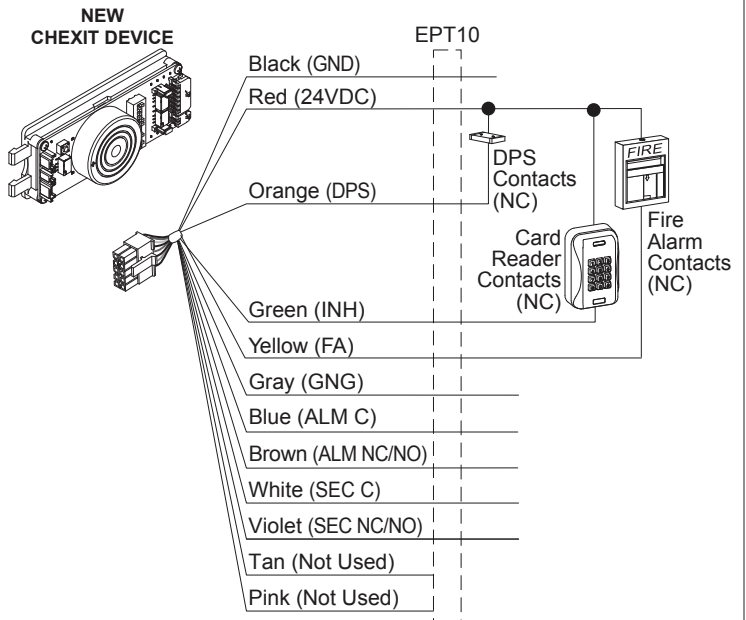 NEW
CHEXIT DEVICE
EPT10
Black (GND)
Red (24VDC)
FIRE
DPS
Contacts
(NC)
Orange (DPS)
Card
Reader
Contacts
(NC)
Fire
Alarm
Contacts
(NC)
Green (INH)
Yellow (FA)
Gray (GNG)
Blue (ALM C)
Brown (ALM NC/NO)
White (SEC C)
Violet (SEC NC/NO)
Tan (Not Used)
Pink (Not Used)